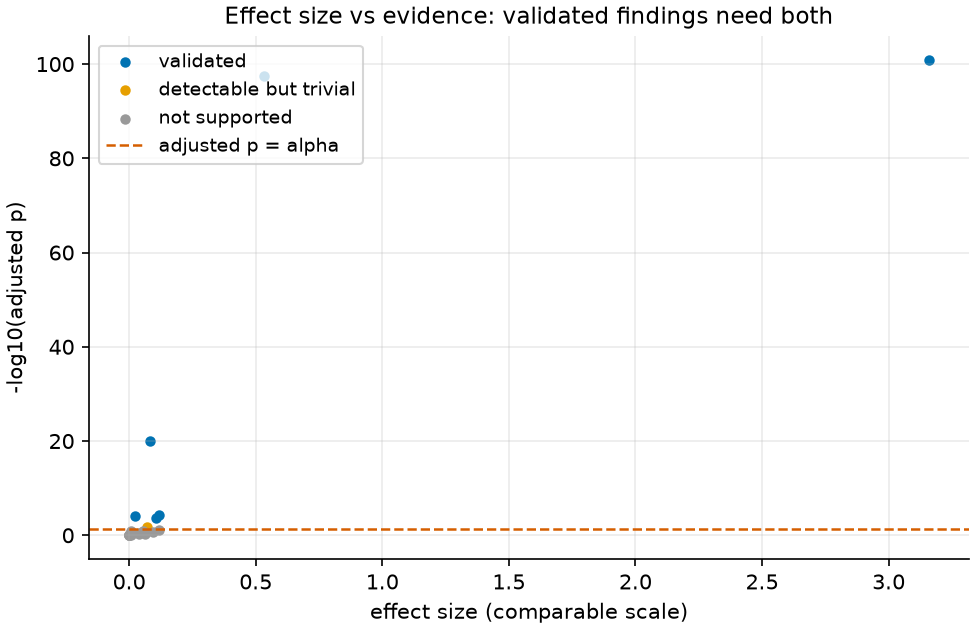 Effect size vs evidence: validated findings need both
validated
detectable but trivial
not supported
adjusted p = alpha
-log10(adjusted p)
100
80
60
40
20
0
0.0 0.5 1.0 1.5 2.0 2.5 3.0
effect size (comparable scale)